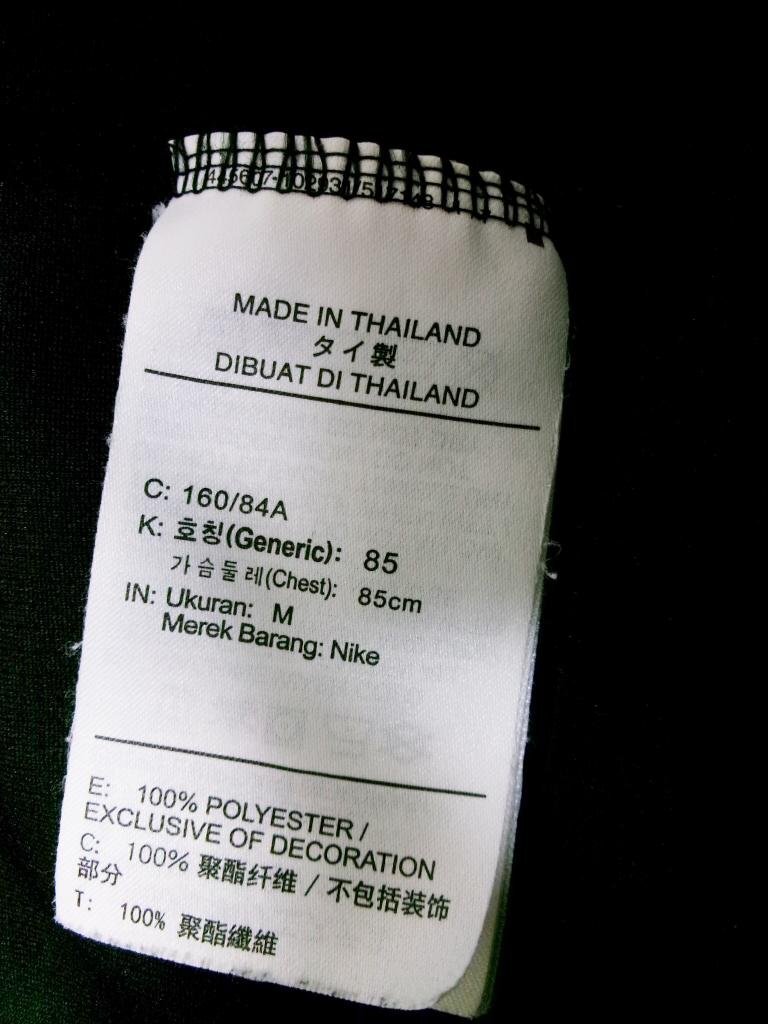 MADE IN THAILAND
タイ製
DIBUAT DI THAILAND
C: 160/84A
K: 호칭(Generic): 85
가슴둘레(Chest): 85cm
IN: Ukuran: M
Merek Barang: Nike
E: 100% POLYESTER /
EXCLUSIVE OF DECORATION
C: 100% 聚酯纤维 / 不包括装饰
部分
T: 100% 聚酯纖維